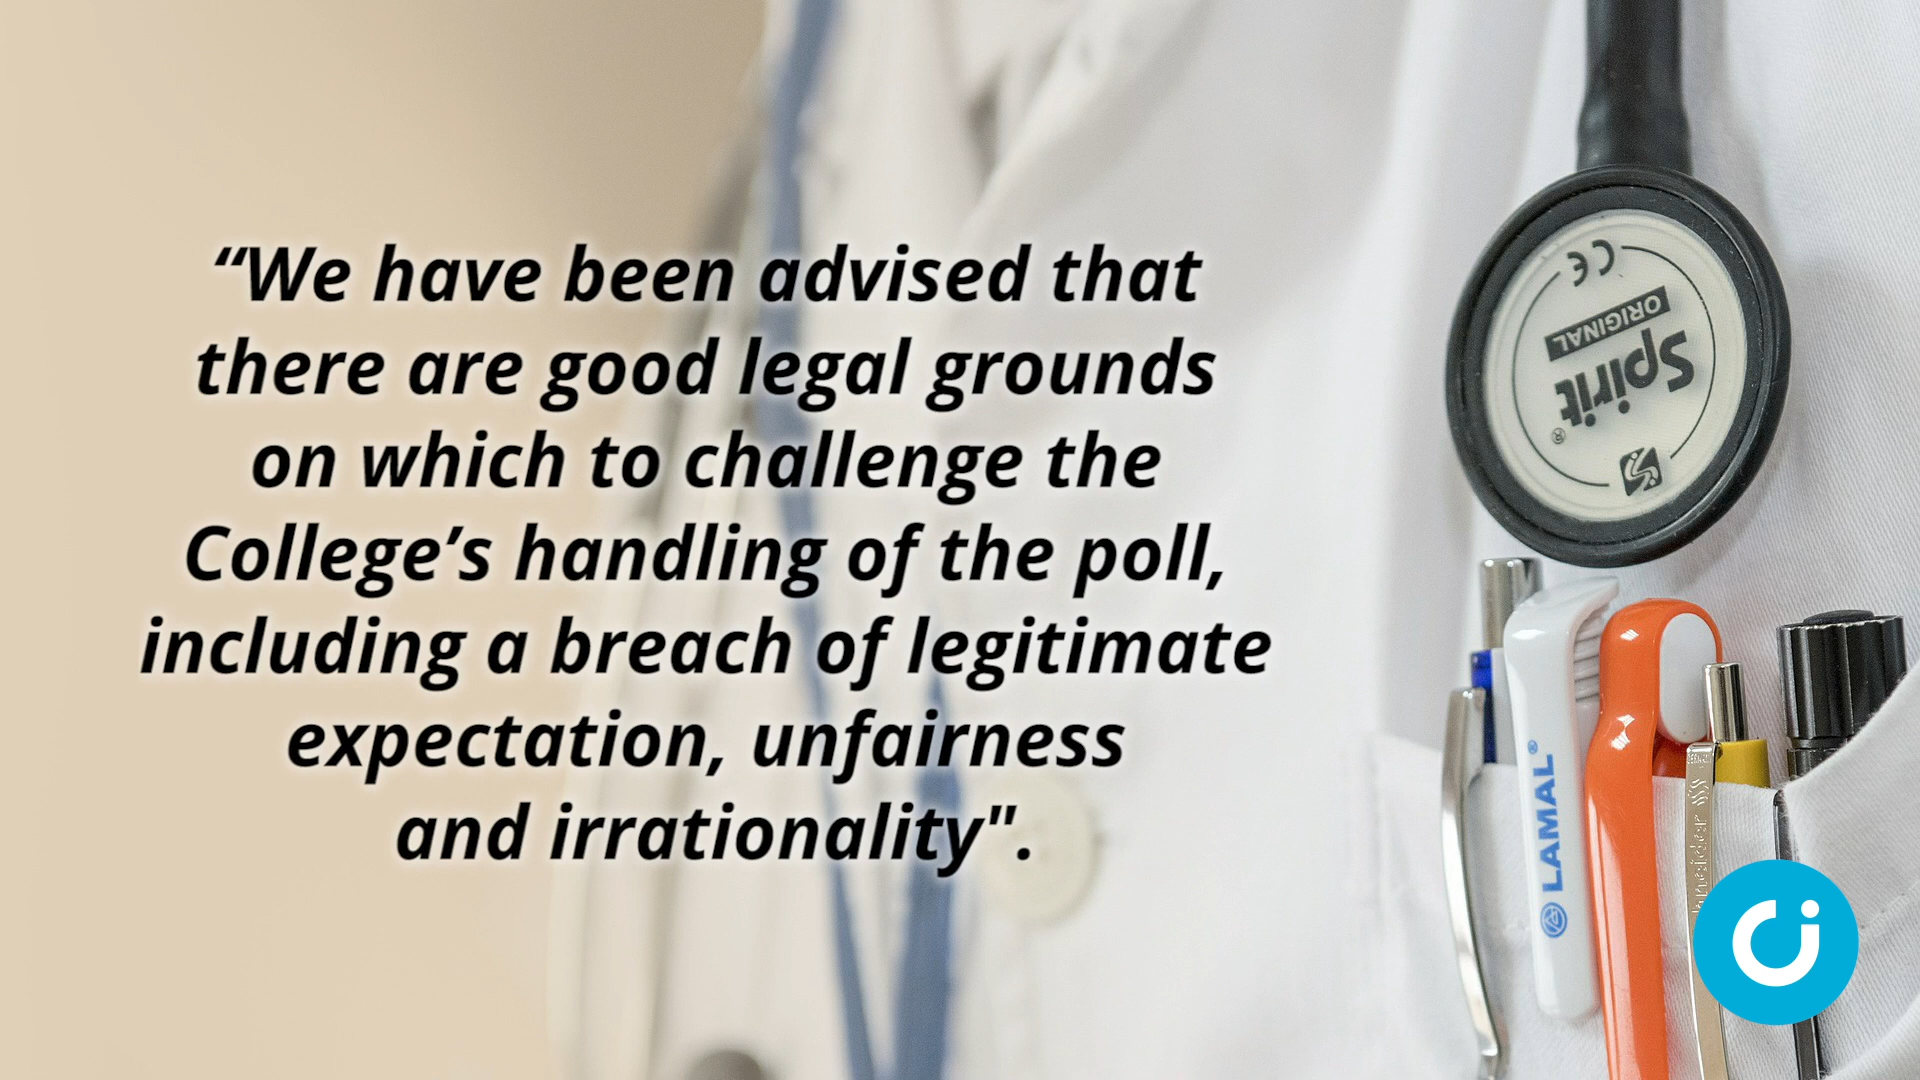 “We have been advised that
there are good legal grounds
on which to challenge the
College’s handling of the poll,
including a breach of legitimate
expectation, unfairness
and irrationality".
CE
ORIGINAL
Spirit®
LAMAL®